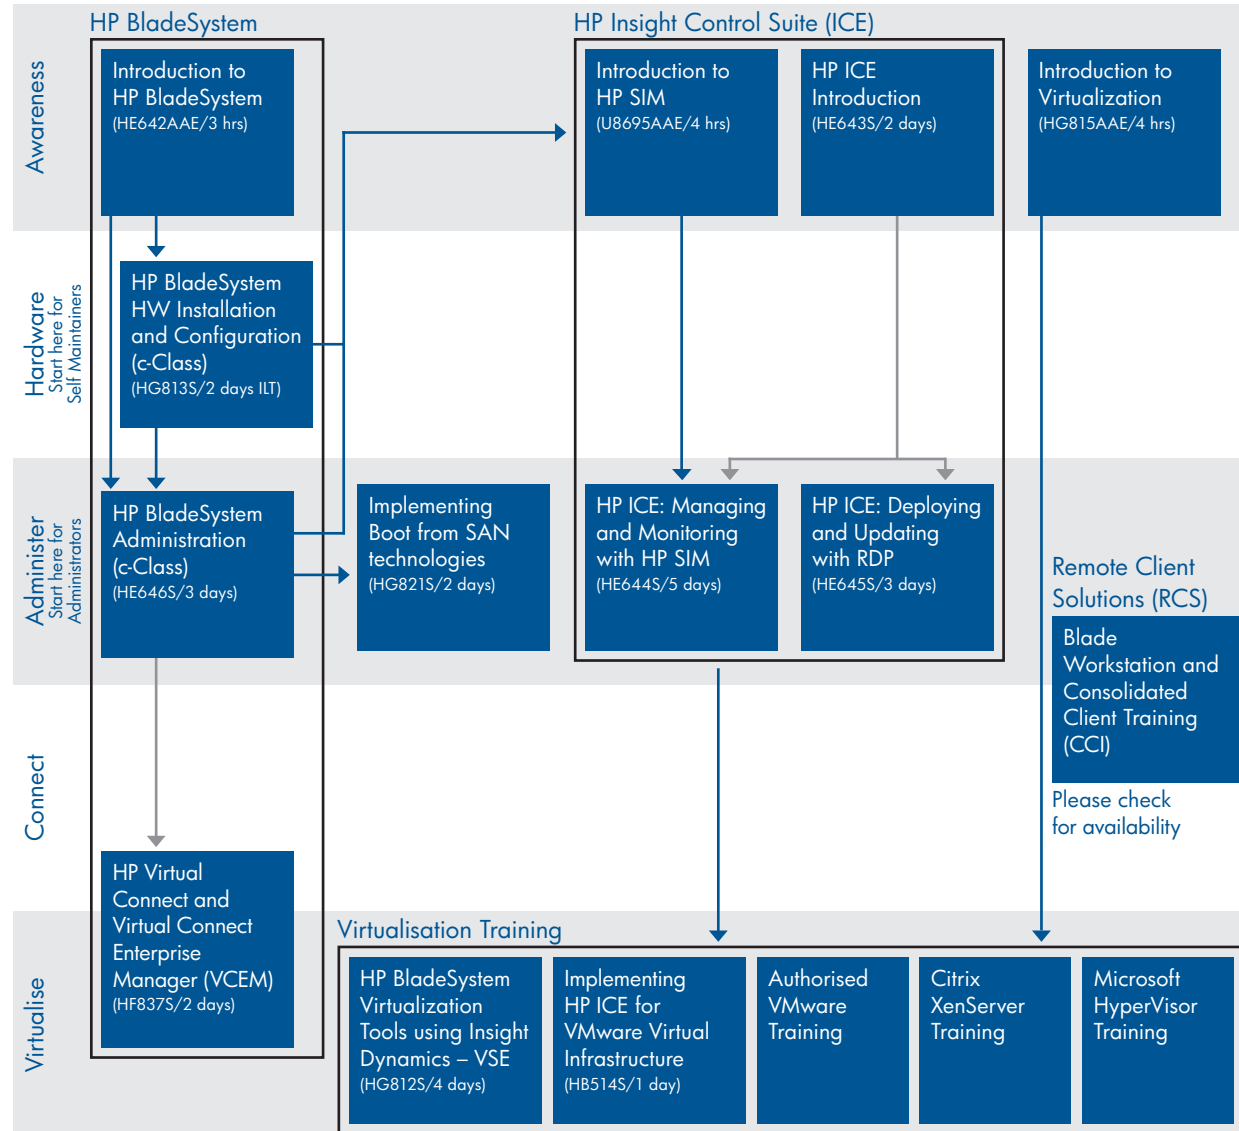 HP BladeSystem
HP Insight Control Suite (ICE)
Awareness
Introduction to
HP BladeSystem
(HE642AAE/3 hrs)
Introduction to
HP SIM
(U8695AAE/4 hrs)
HP ICE
Introduction
(HE643S/2 days)
Introduction to
Virtualization
(HG815AAE/4 hrs)
Hardware
Start here for
Self Maintainers
HP BladeSystem
HW Installation
and Configuration
(c-Class)
(HG813S/2 days ILT)
Administer
Start here for
Administrators
HP BladeSystem
Administration
(c-Class)
(HE646S/3 days)
Implementing
Boot from SAN
technologies
(HG821S/2 days)
HP ICE: Managing
and Monitoring
with HP SIM
(HE644S/5 days)
HP ICE: Deploying
and Updating
with RDP
(HE645S/3 days)
Remote Client
Solutions (RCS)
Blade
Workstation and
Consolidated
Client Training
(CCI)
Please check
for availability
Connect
HP Virtual
Connect and
Virtual Connect
Enterprise
Manager (VCEM)
(HF837S/2 days)
Virtualise
Virtualisation Training
HP BladeSystem
Virtualization
Tools using Insight
Dynamics – VSE
(HG812S/4 days)
Implementing
HP ICE for
VMware Virtual
Infrastructure
(HB514S/1 day)
Authorised
VMware
Training
Citrix
XenServer
Training
Microsoft
HyperVisor
Training